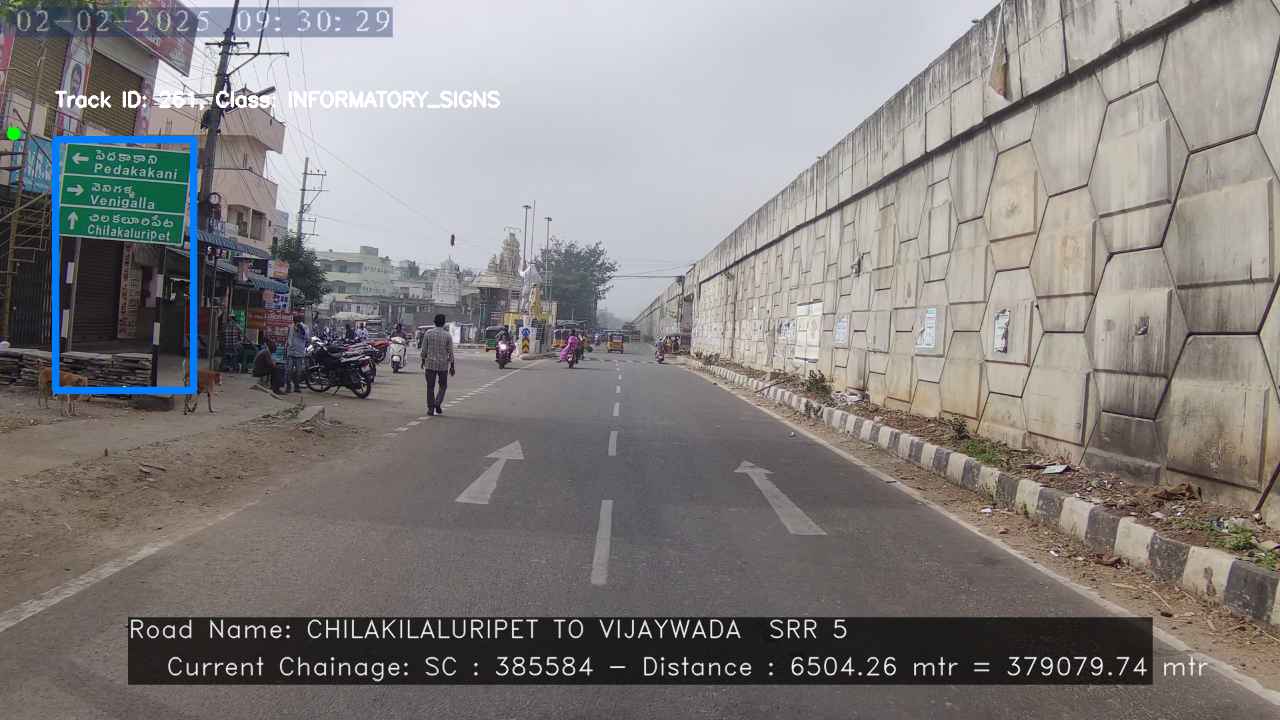 02-02-2025 09:30:29
Track ID: 261, Class: INFORMATORY_SIGNS
పెదకాకాని
Pedakakani
వెనిగళ్ళ
Venigalla
చిలకలూరిపేట
Chilakaluripet
Road Name: CHILAKILALURIPET TO VIJAYWADA SRR 5
Current Chainage: SC : 385584 - Distance : 6504.26 mtr = 379079.74 mtr